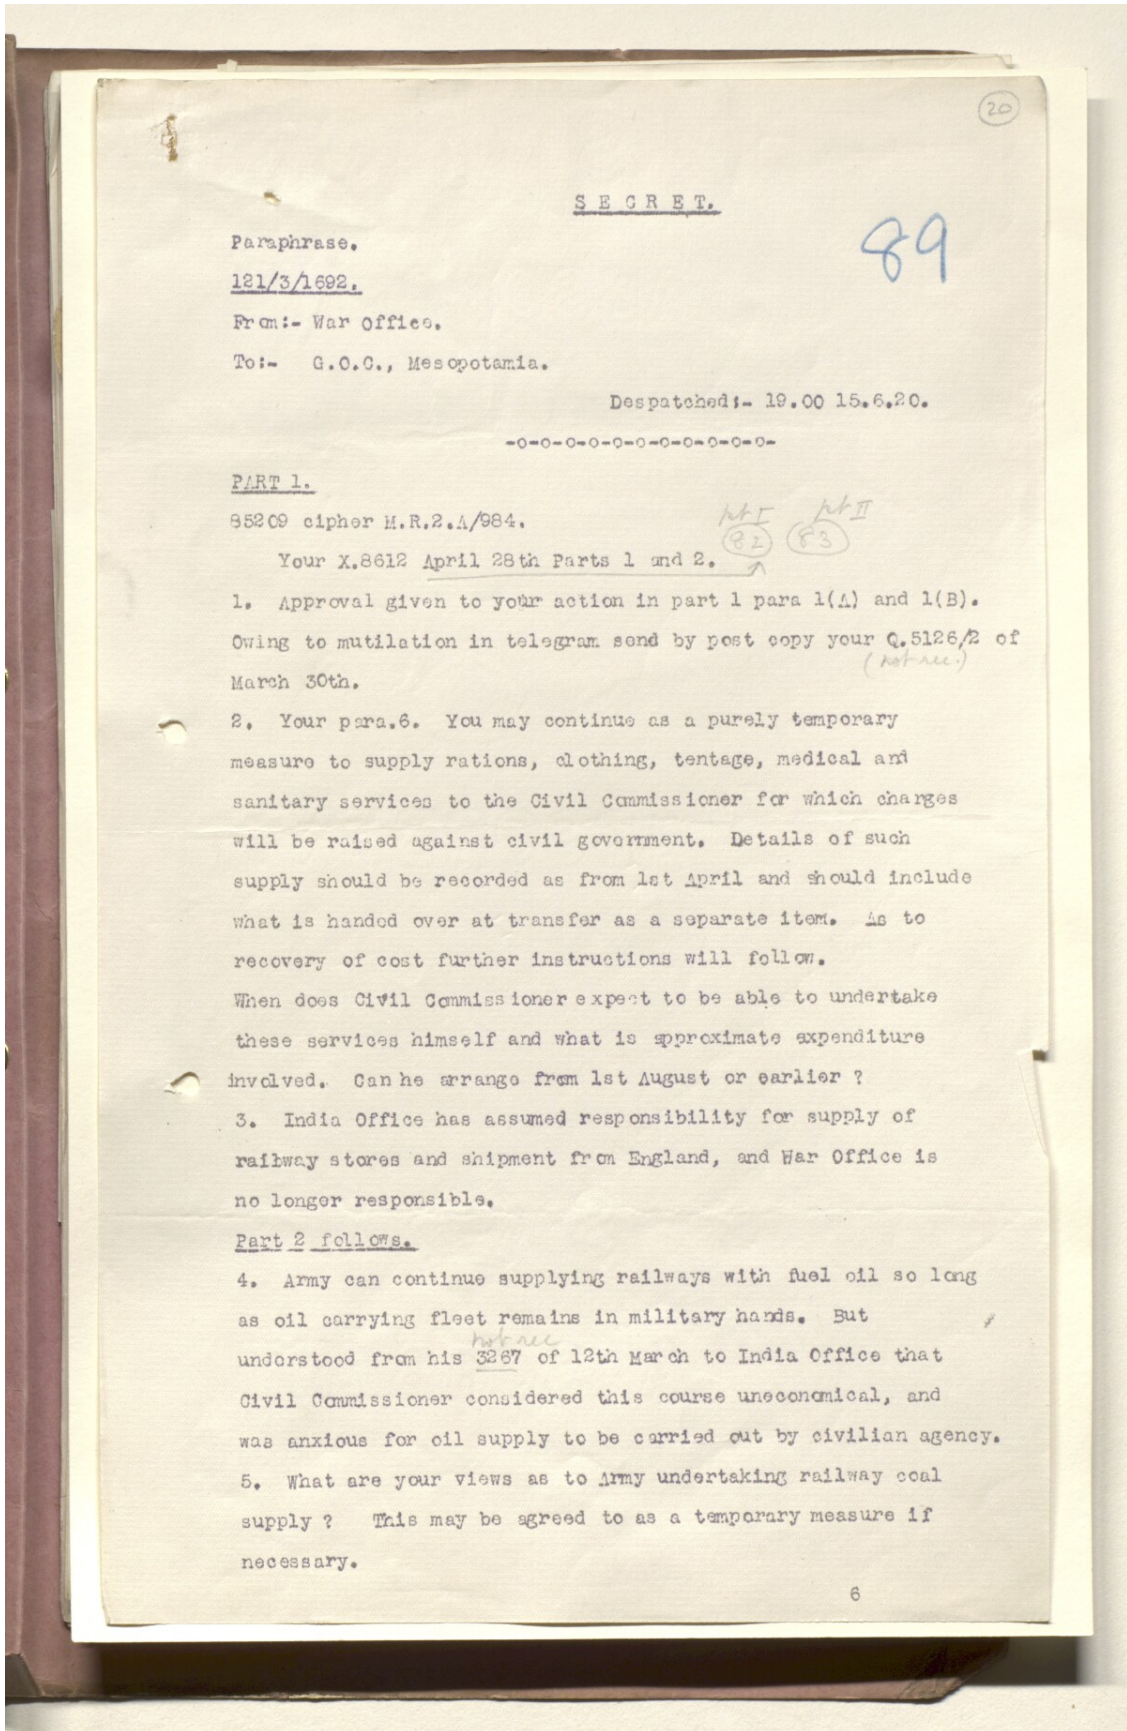 20
SECRET.
89
Paraphrase.
121/3/1692.
From:- War Office.
To:- G.O.C., Mesopotamia.
Despatched:- 19.00 15.6.20.
-0-0-0-0-0-0-0-0-0-0-0-
PART 1.
pt I pt II
85209 cipher M.R.2.A/984.
82 83
Your X.8612 April 28th Parts 1 and 2.
1. Approval given to your action in part 1 para 1(A) and 1(B).
Owing to mutilation in telegram send by post copy your Q.5126/2 of
(not rec.)
March 30th.
2. Your para.6. You may continue as a purely temporary
measure to supply rations, clothing, tentage, medical and
sanitary services to the Civil Commissioner for which charges
will be raised against civil government. Details of such
supply should be recorded as from 1st April and should include
what is handed over at transfer as a separate item. As to
recovery of cost further instructions will follow.
When does Civil Commissioner expect to be able to undertake
these services himself and what is approximate expenditure
involved. Can he arrange from 1st August or earlier ?
3. India Office has assumed responsibility for supply of
railway stores and shipment from England, and War Office is
no longer responsible.
Part 2 follows.
4. Army can continue supplying railways with fuel oil so long
as oil carrying fleet remains in military hands. But
not rec
understood from his 3267 of 12th March to India Office that
Civil Commissioner considered this course uneconomical, and
was anxious for oil supply to be carried out by civilian agency.
5. What are your views as to Army undertaking railway coal
supply ? This may be agreed to as a temporary measure if
necessary.
6